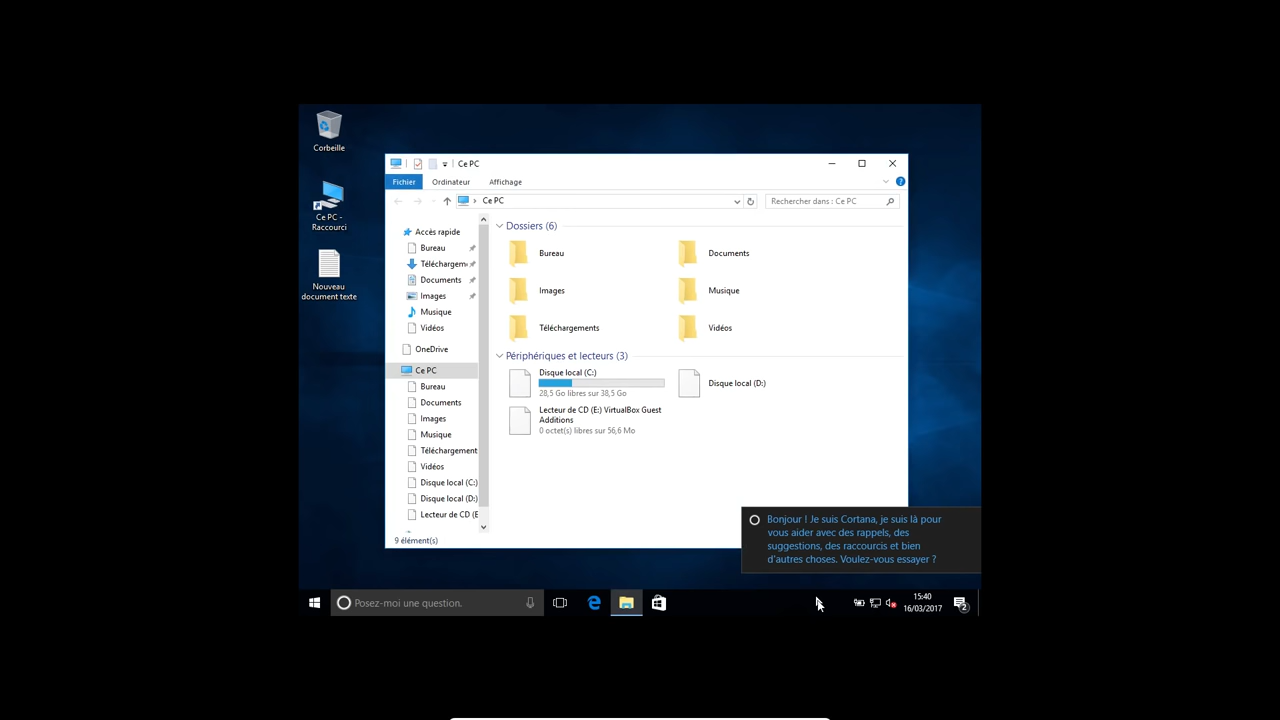 Corbeille
Ce PC -
Raccourci
Nouveau
document texte
Ce PC
Fichier
Ordinateur
Affichage
Ce PC
Rechercher dans : Ce PC
Accès rapide
Bureau
Téléchargem
Documents
Images
Musique
Vidéos
OneDrive
Ce PC
Bureau
Documents
Images
Musique
Téléchargement
Vidéos
Disque local (C:)
Disque local (D:)
Lecteur de CD (E
9 élément(s)
Dossiers (6)
Bureau
Documents
Images
Musique
Téléchargements
Vidéos
Périphériques et lecteurs (3)
Disque local (C:)
28,5 Go libres sur 38,5 Go
Disque local (D:)
Lecteur de CD (E:) VirtualBox Guest
Additions
0 octet(s) libres sur 56,6 Mo
Bonjour ! Je suis Cortana, je suis là pour
vous aider avec des rappels, des
suggestions, des raccourcis et bien
d'autres choses. Voulez-vous essayer ?
Posez-moi une question.
15:40
16/03/2017
2